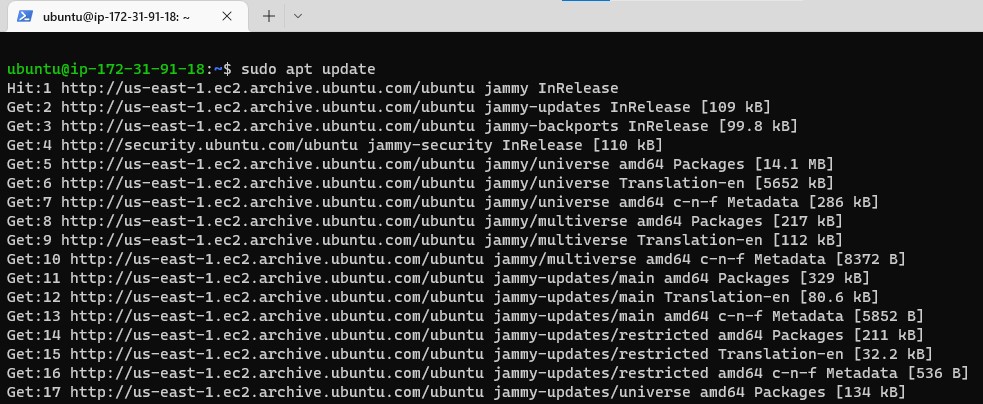 ubuntu@ip-172-31-91-18: ~
ubuntu@ip-172-31-91-18:~$ sudo apt update
Hit:1 http://us-east-1.ec2.archive.ubuntu.com/ubuntu jammy InRelease
Get:2 http://us-east-1.ec2.archive.ubuntu.com/ubuntu jammy-updates InRelease [109 kB]
Get:3 http://us-east-1.ec2.archive.ubuntu.com/ubuntu jammy-backports InRelease [99.8 kB]
Get:4 http://security.ubuntu.com/ubuntu jammy-security InRelease [110 kB]
Get:5 http://us-east-1.ec2.archive.ubuntu.com/ubuntu jammy/universe amd64 Packages [14.1 MB]
Get:6 http://us-east-1.ec2.archive.ubuntu.com/ubuntu jammy/universe Translation-en [5652 kB]
Get:7 http://us-east-1.ec2.archive.ubuntu.com/ubuntu jammy/universe amd64 c-n-f Metadata [286 kB]
Get:8 http://us-east-1.ec2.archive.ubuntu.com/ubuntu jammy/multiverse amd64 Packages [217 kB]
Get:9 http://us-east-1.ec2.archive.ubuntu.com/ubuntu jammy/multiverse Translation-en [112 kB]
Get:10 http://us-east-1.ec2.archive.ubuntu.com/ubuntu jammy/multiverse amd64 c-n-f Metadata [8372 B]
Get:11 http://us-east-1.ec2.archive.ubuntu.com/ubuntu jammy-updates/main amd64 Packages [329 kB]
Get:12 http://us-east-1.ec2.archive.ubuntu.com/ubuntu jammy-updates/main Translation-en [80.6 kB]
Get:13 http://us-east-1.ec2.archive.ubuntu.com/ubuntu jammy-updates/main amd64 c-n-f Metadata [5852 B]
Get:14 http://us-east-1.ec2.archive.ubuntu.com/ubuntu jammy-updates/restricted amd64 Packages [211 kB]
Get:15 http://us-east-1.ec2.archive.ubuntu.com/ubuntu jammy-updates/restricted Translation-en [32.2 kB]
Get:16 http://us-east-1.ec2.archive.ubuntu.com/ubuntu jammy-updates/restricted amd64 c-n-f Metadata [536 B]
Get:17 http://us-east-1.ec2.archive.ubuntu.com/ubuntu jammy-updates/universe amd64 Packages [134 kB]